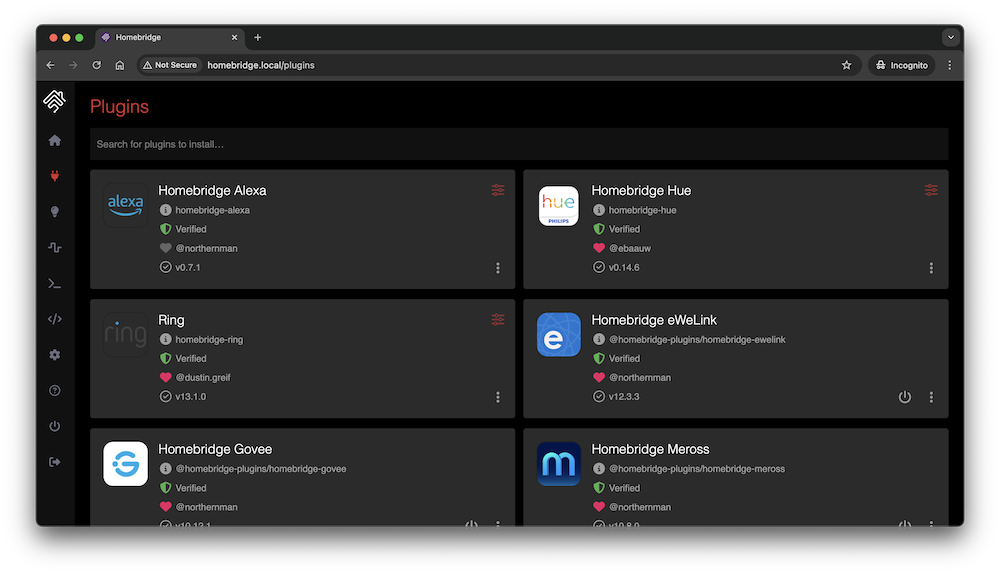 Homebridge
Not Secure
homebridge.local/plugins
Incognito
Plugins
Search for plugins to install…
alexa
Homebridge Alexa
homebridge-alexa
Verified
@northernman
v0.7.1
hue
PHILIPS
Homebridge Hue
homebridge-hue
Verified
@ebaauw
v0.14.6
ring
Ring
homebridge-ring
Verified
@dustin.greif
v13.1.0
e
Homebridge eWeLink
@homebridge-plugins/homebridge-ewelink
Verified
@northernman
v12.3.3
G
Homebridge Govee
@homebridge-plugins/homebridge-govee
Verified
@northernman
m
Homebridge Meross
@homebridge-plugins/homebridge-meross
Verified
@northernman
v10.8.0